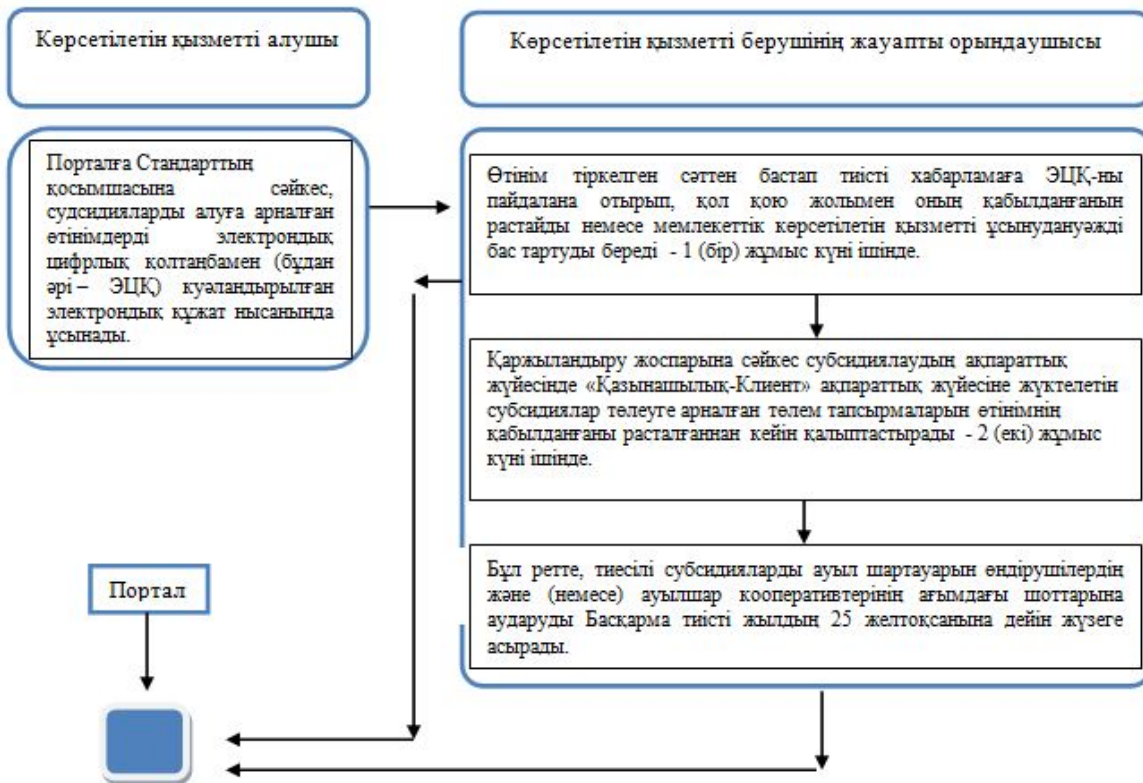 Көрсетілетін қызметті алушы
Көрсетілетін қызметті берушінің жауапты орындаушысы
Порталға Стандарттың
қосымшасына сәйкес,
судсидияларды алуға арналған
өтінімдерді электрондық
цифрлық қолтаңбамен (бұдан
әрі – ЭЦҚ) куәландырылған
электрондық құжат нысанында
ұсынады.
Өтінім тіркелген сәттен бастап тиісті хабарламаға ЭЦҚ-ны
пайдалана отырып, қол қою жолымен оның қабылданғанын
растайды немесе мемлекеттік көрсетілетін қызметті ұсынудануәжді
бас тартуды береді - 1 (бір) жұмыс күні ішінде.
Қаржыландыру жоспарына сәйкес субсидиялаудың ақпараттық
жүйесінде «Қазынашылық-Клиент» ақпараттық жүйесіне жүктелетін
субсидиялар төлеуге арналған төлем тапсырмаларын өтінімнің
қабылданғаны расталғаннан кейін қалыптастырады - 2 (екі) жұмыс
күні ішінде.
Бұл ретте, тиесілі субсидияларды ауыл шартауарын өндірушілердің
және (немесе) ауылшар кооперативтерінің ағымдағы шоттарына
аударуды Басқарма тиісті жылдың 25 желтоқсанына дейін жүзеге
асырады.
Портал